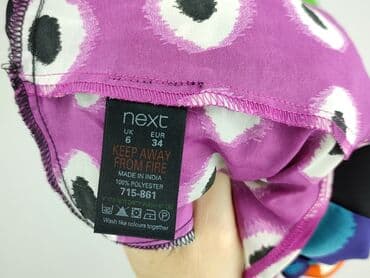 next
UK EUR
6 34
KEEP AWAY
FROM FIRE
MADE IN INDIA
100% POLYESTER
715-861
Wash like colours together